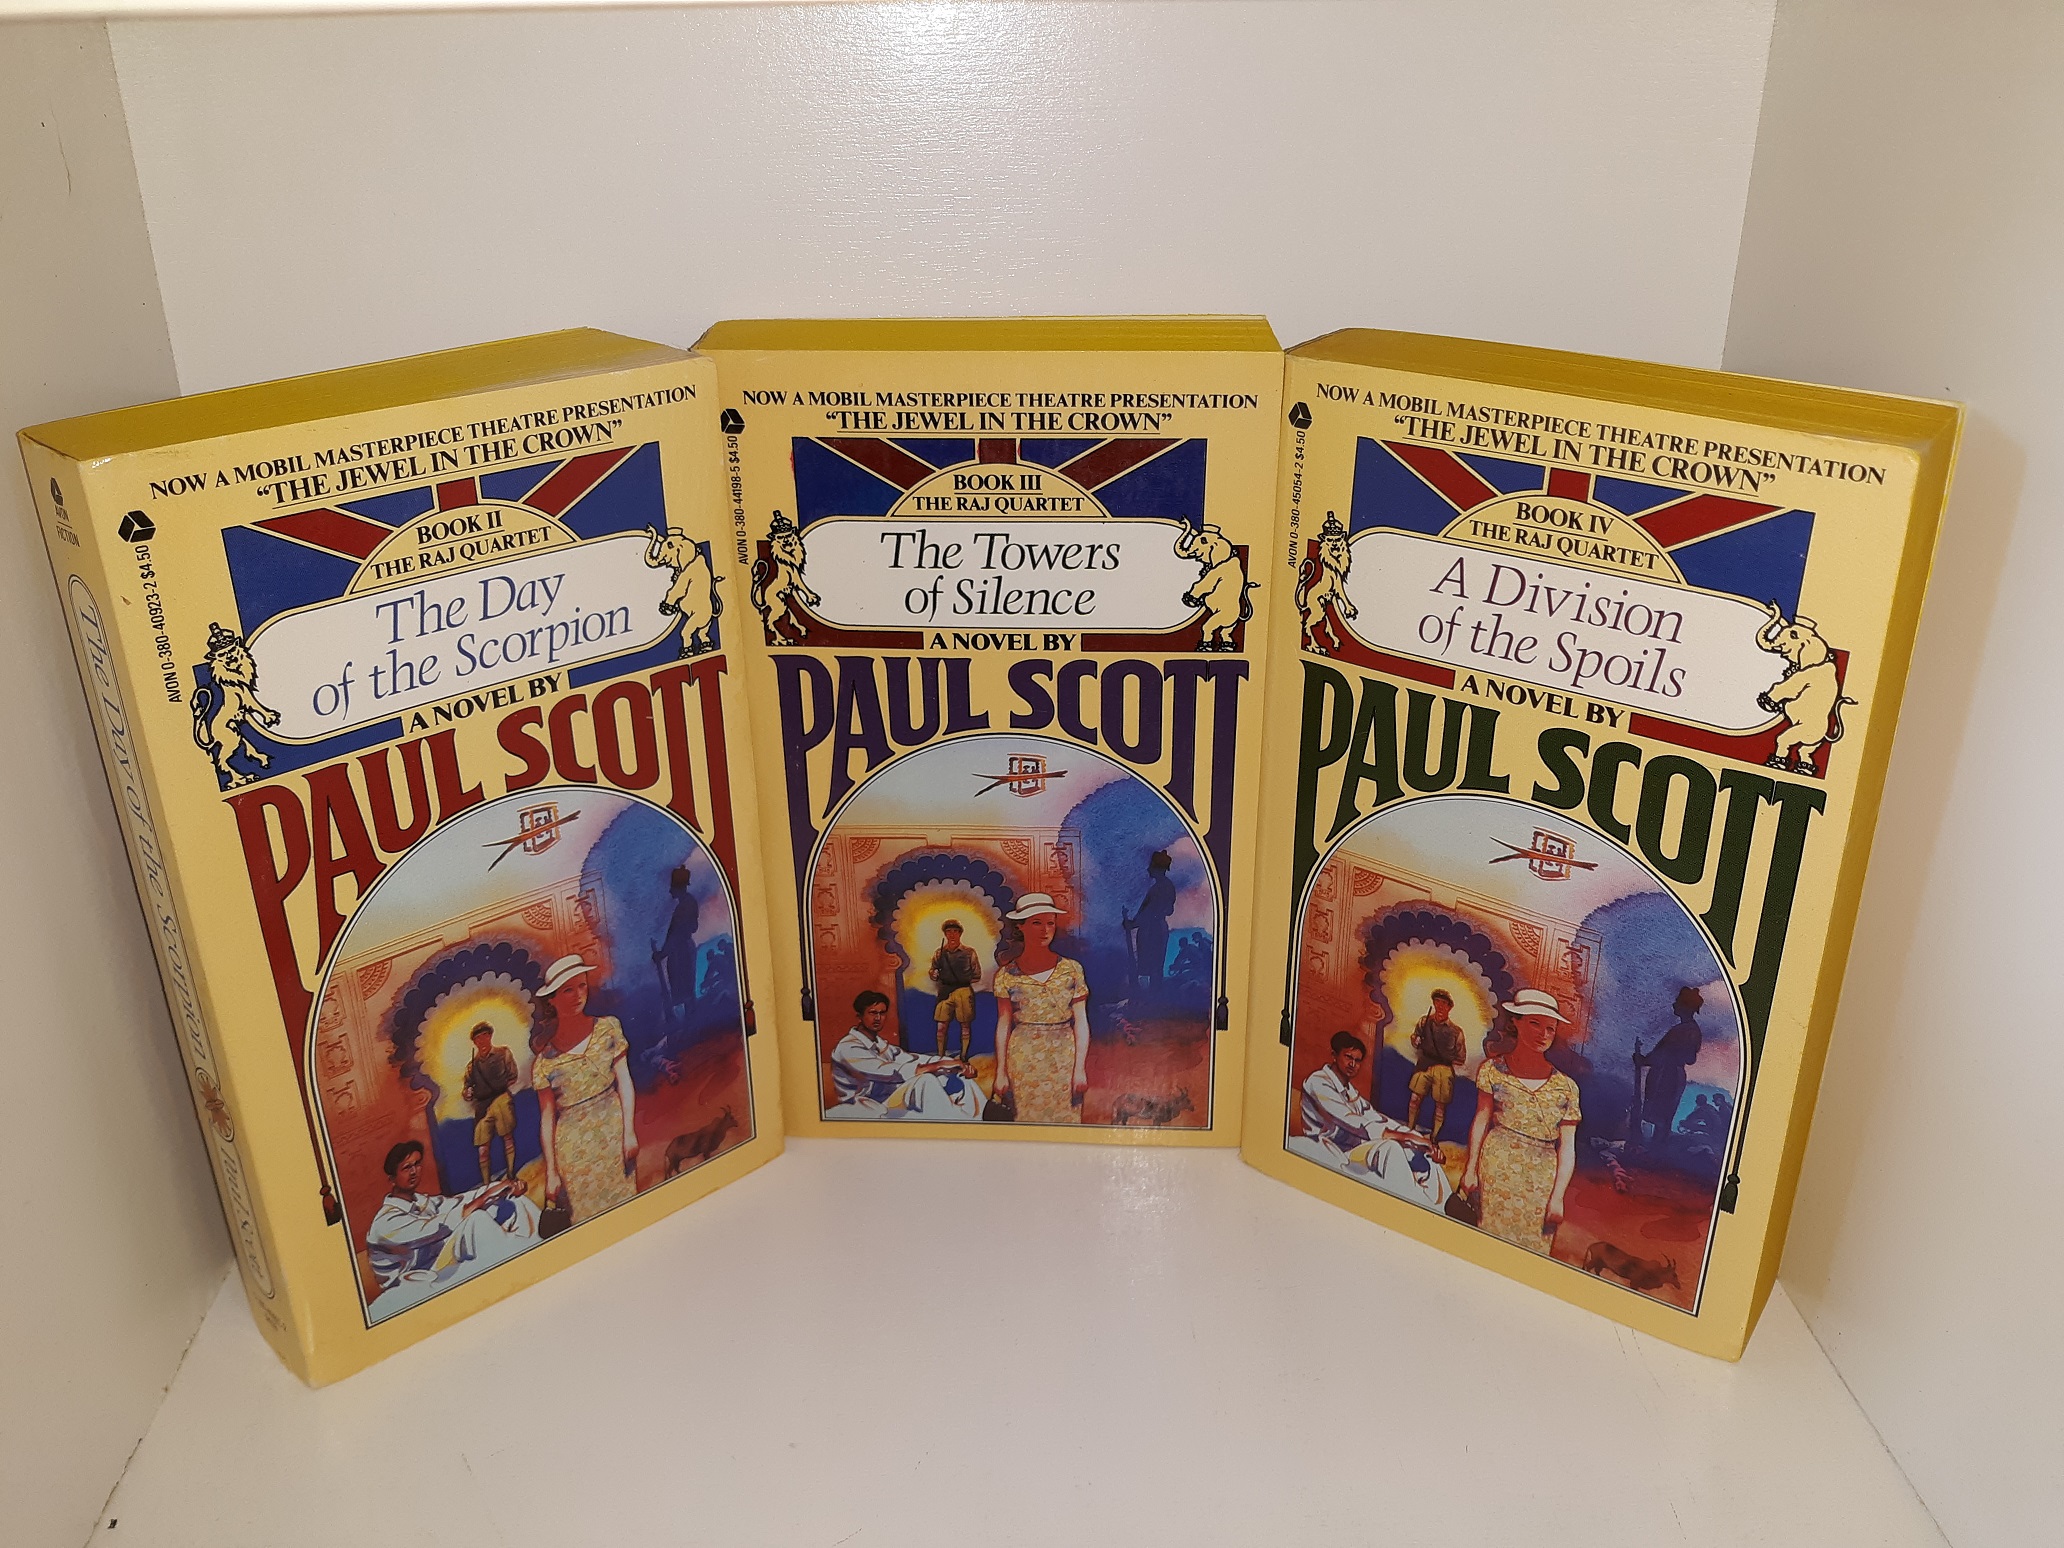 AVON
FICTION
The Day of the Scorpion
Paul Scott
AVON 0-380-40923-2 $4.50
NOW A MOBIL MASTERPIECE THEATRE PRESENTATION
“THE JEWEL IN THE CROWN”
BOOK II
THE RAJ QUARTET
The Day
of the Scorpion
A NOVEL BY
PAUL SCOTT
AVON 0-380-44198-5 $4.50
NOW A MOBIL MASTERPIECE THEATRE PRESENTATION
“THE JEWEL IN THE CROWN”
BOOK III
THE RAJ QUARTET
The Towers
of Silence
A NOVEL BY
PAUL SCOTT
AVON 0-380-45054-2 $4.50
NOW A MOBIL MASTERPIECE THEATRE PRESENTATION
“THE JEWEL IN THE CROWN”
BOOK IV
THE RAJ QUARTET
A Division
of the Spoils
A NOVEL BY
PAUL SCOTT